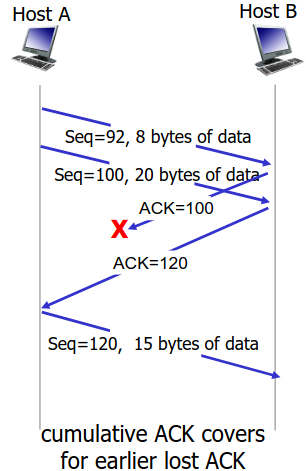 Host A
Host B
Seq=92, 8 bytes of data
Seq=100, 20 bytes of data
ACK=100
X
ACK=120
Seq=120, 15 bytes of data
cumulative ACK covers
for earlier lost ACK